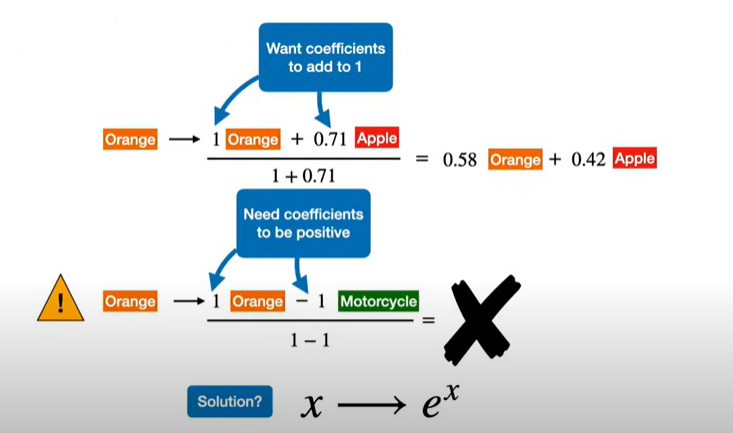 Want coefficients
to add to 1
Orange → 1 Orange + 0.71 Apple
1 + 0.71
= 0.58 Orange + 0.42 Apple
Need coefficients
to be positive
! Orange → 1 Orange − 1 Motorcycle
1 − 1
=
Solution? x → eˣ